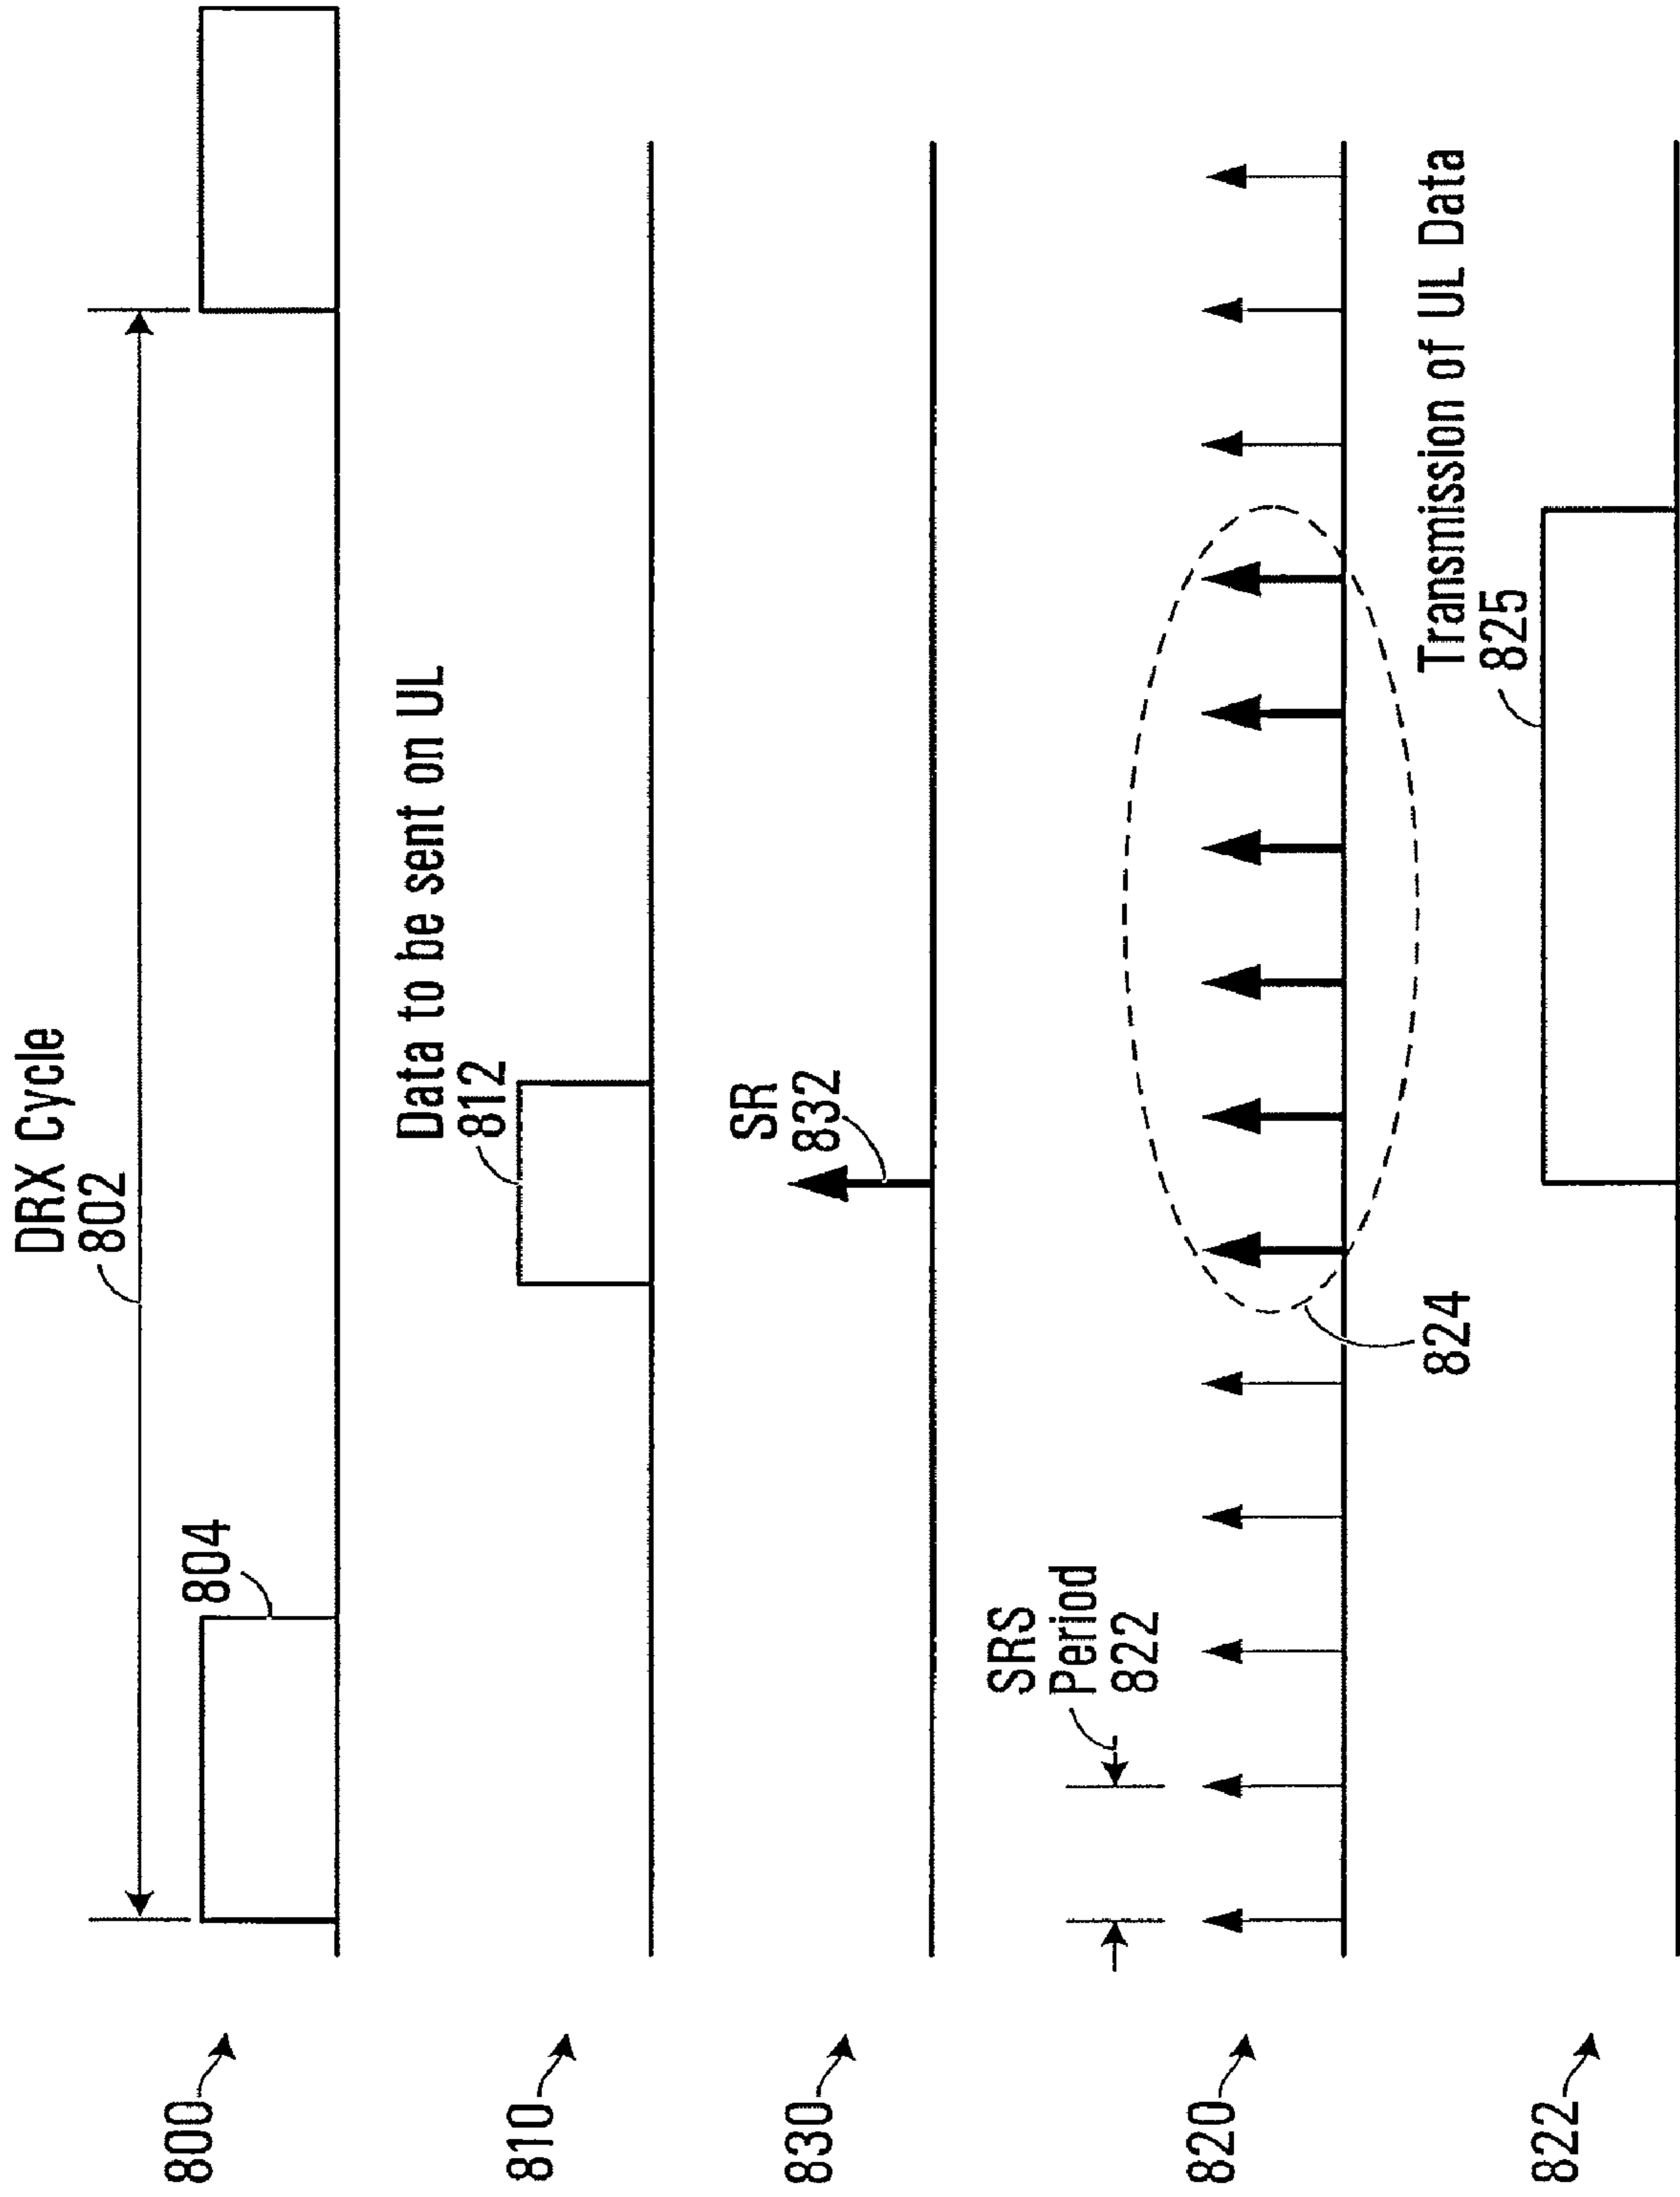 800
DRX Cycle
802
804
810
Data to be sent on UL
812
830
SR
832
820
SRS
Period
822
824
822
Transmission of UL Data
825